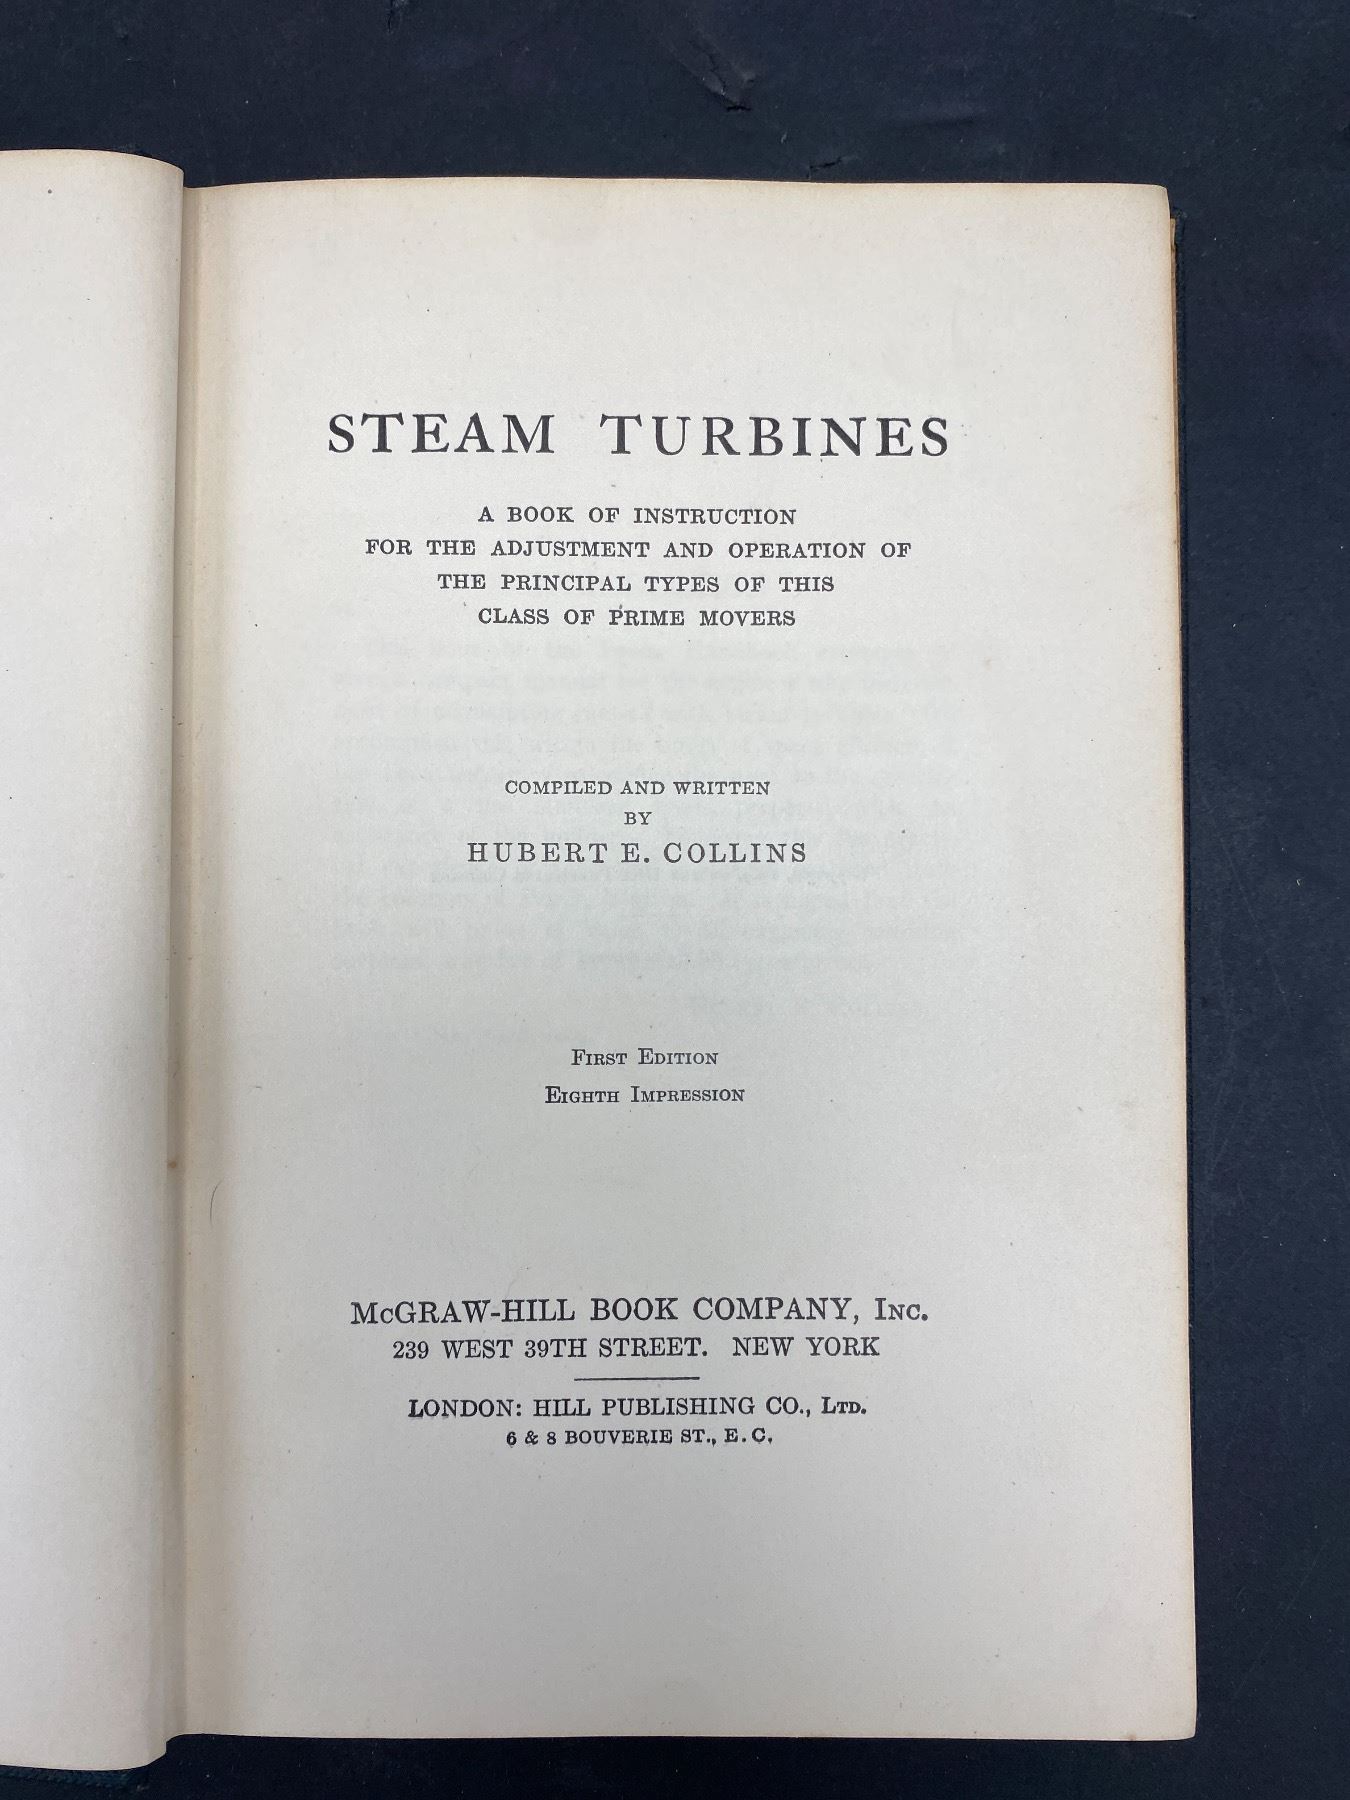 STEAM TURBINES
A BOOK OF INSTRUCTION
FOR THE ADJUSTMENT AND OPERATION OF
THE PRINCIPAL TYPES OF THIS
CLASS OF PRIME MOVERS
COMPILED AND WRITTEN
BY
HUBERT E. COLLINS
First Edition
Eighth Impression
McGRAW-HILL BOOK COMPANY, Inc.
239 WEST 39TH STREET. NEW YORK
LONDON: HILL PUBLISHING CO., Ltd.
6 & 8 BOUVERIE ST., E. C.